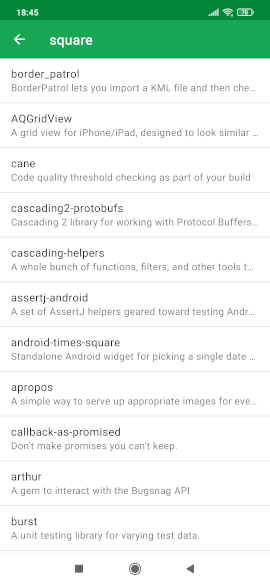 18:45
78
square
border_patrol
BorderPatrol lets you import a KML file and then che...
AQGridView
A grid view for iPhone/iPad, designed to look similar ...
cane
Code quality threshold checking as part of your build
cascading2-protobufs
Cascading 2 library for working with Protocol Buffers...
cascading-helpers
A whole bunch of functions, filters, and other tools t...
assertj-android
A set of AssertJ helpers geared toward testing Andr...
android-times-square
Standalone Android widget for picking a single date ...
apropos
A simple way to serve up appropriate images for eve...
callback-as-promised
Don't make promises you can't keep.
arthur
A gem to interact with the Bugsnag API
burst
A unit testing library for varying test data.